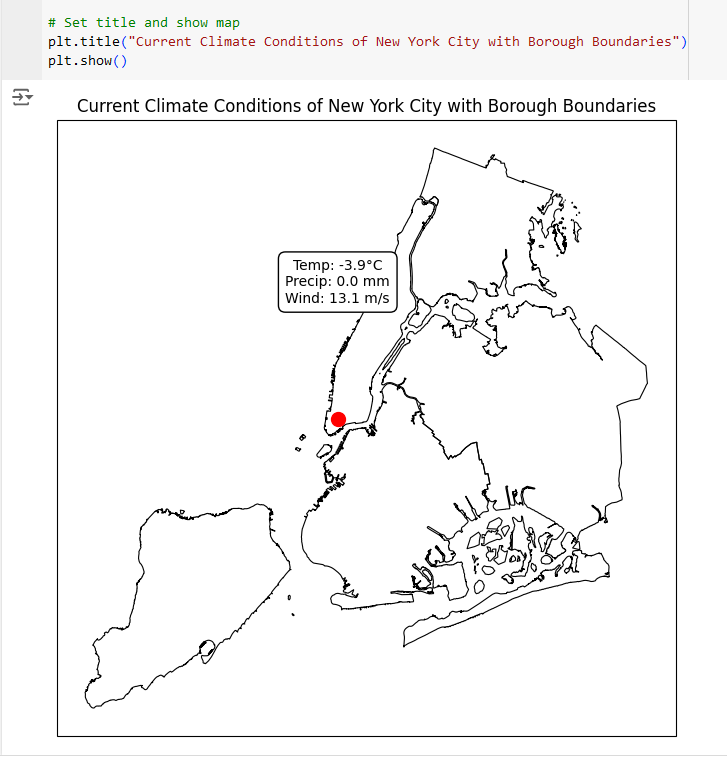 # Set title and show map
plt.title("Current Climate Conditions of New York City with Borough Boundaries")
plt.show()
Current Climate Conditions of New York City with Borough Boundaries
Temp: -3.9°C
Precip: 0.0 mm
Wind: 13.1 m/s